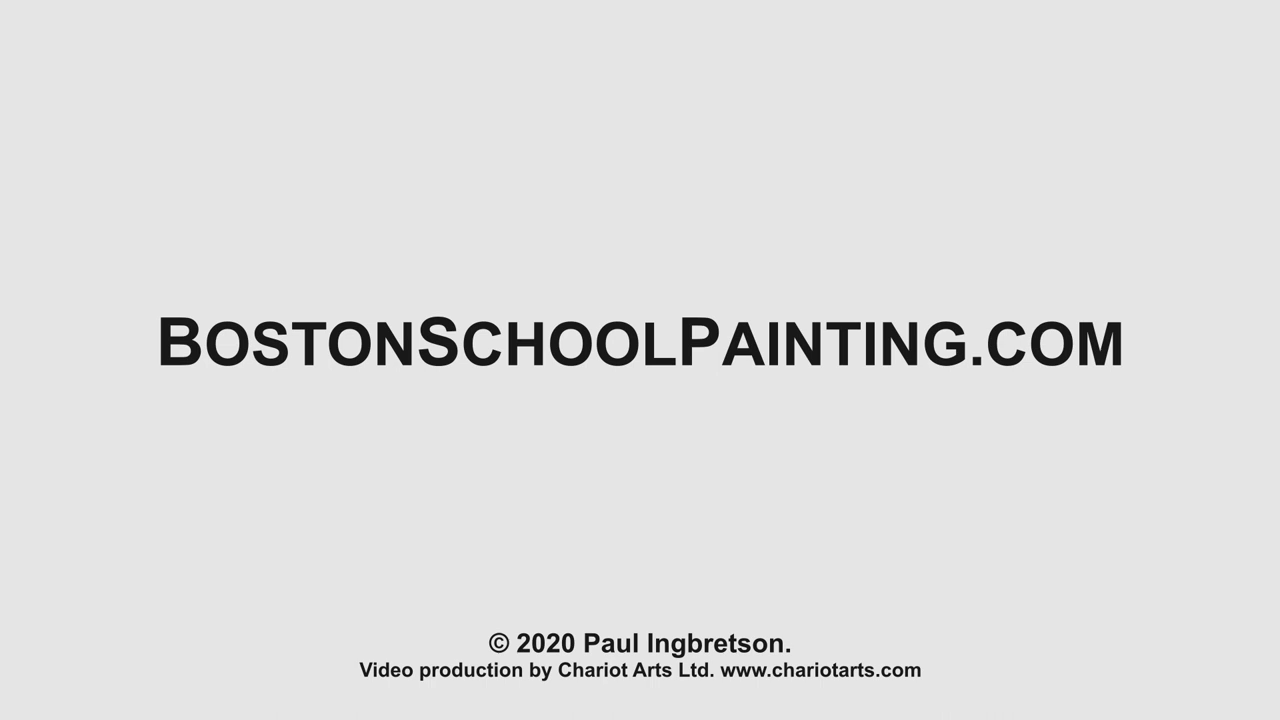 BOSTONSCHOOLPAINTING.COM
© 2020 Paul Ingbretson.
Video production by Chariot Arts Ltd. www.chariotarts.com